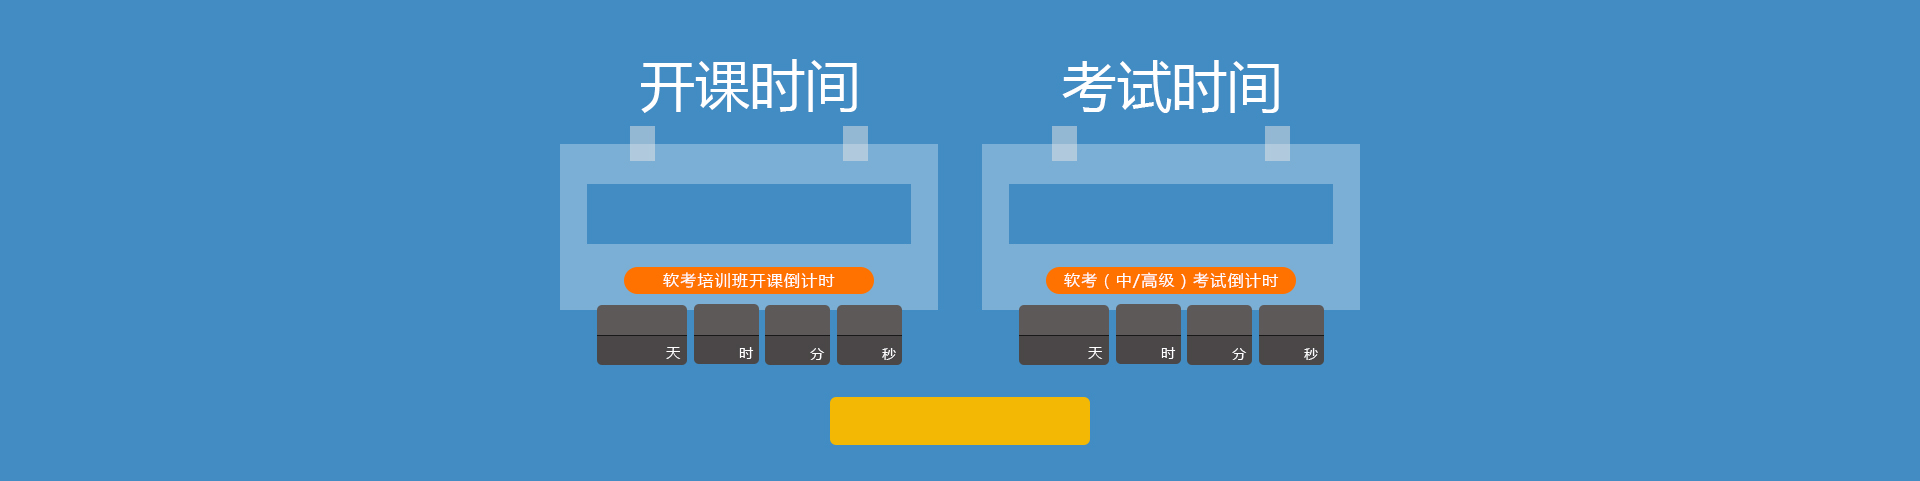 开课时间
考试时间
软考培训班开课倒计时
软考（中/高级）考试倒计时
天 时 分 秒
天 时 分 秒